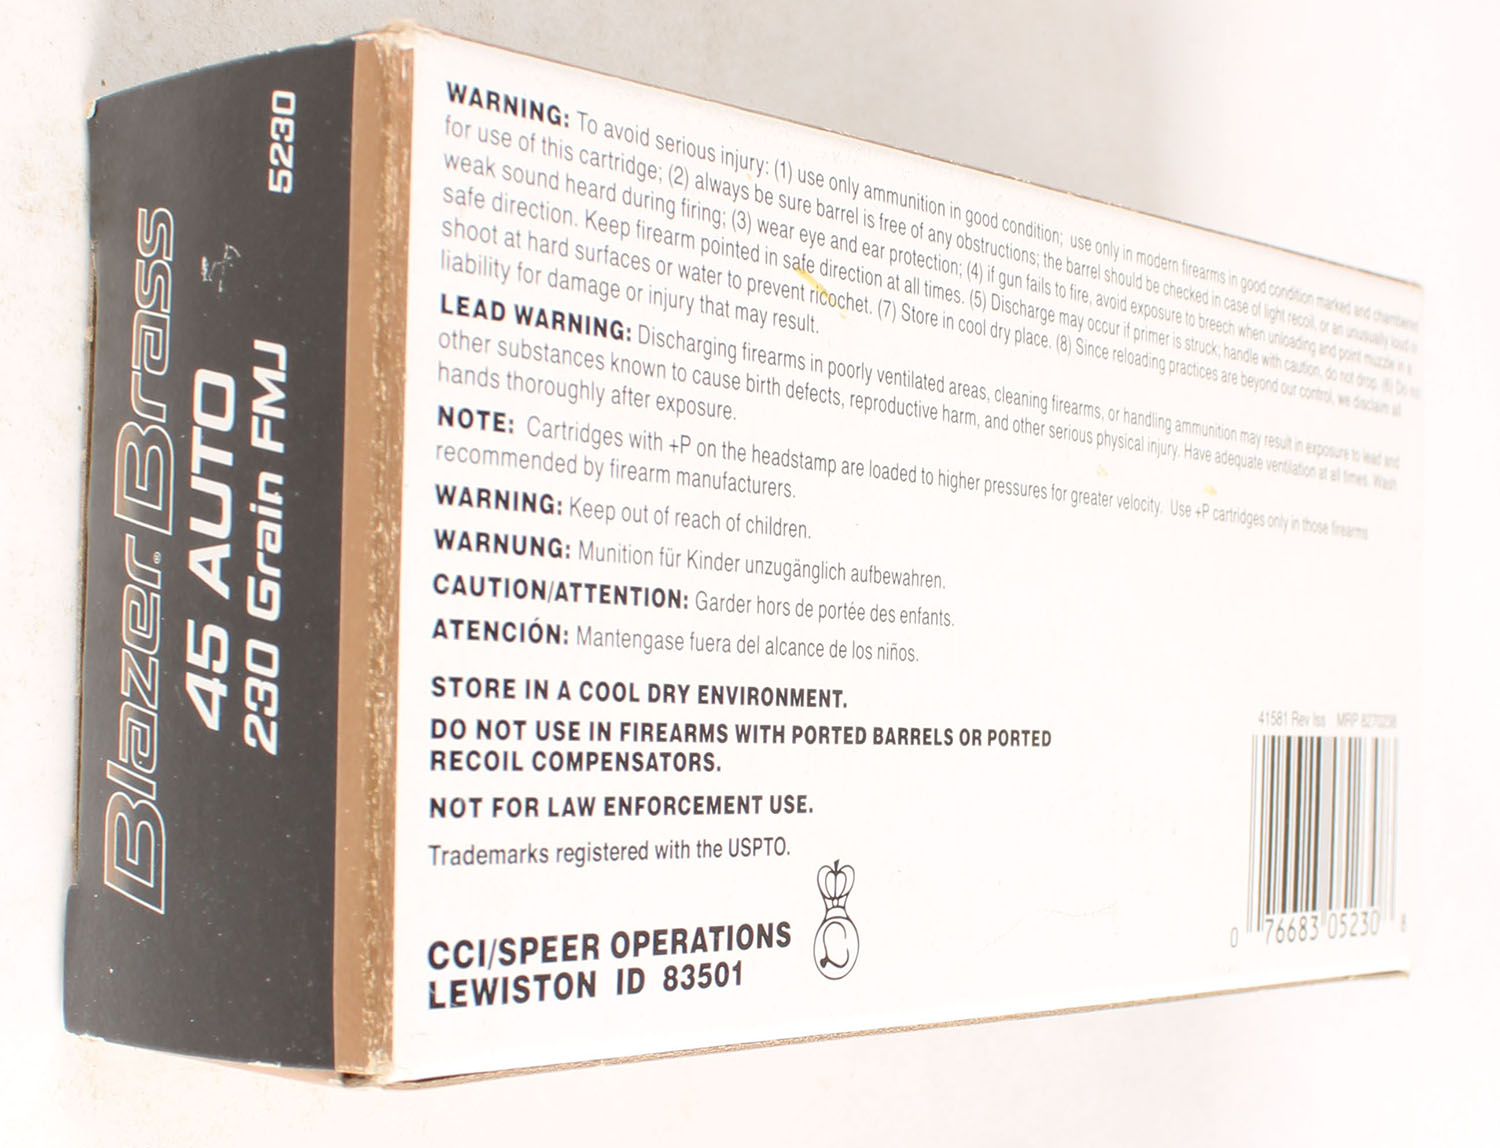 Blazer® Brass
45 AUTO
230 Grain FMJ
5230
WARNING: To avoid serious injury: (1) use only ammunition in good condition; use only in modern firearms in good condition marked and chambered
for use of this cartridge; (2) always be sure barrel is free of any obstructions; the barrel should be checked in case of light recoil, or an unusually loud or
weak sound heard during firing; (3) wear eye and ear protection; (4) if gun fails to fire, avoid exposure to breech when unloading and point muzzle in a
safe direction. Keep firearm pointed in safe direction at all times. (5) Discharge may occur if primer is struck; handle with caution, do not drop. (6) Do not
shoot at hard surfaces or water to prevent ricochet. (7) Store in cool dry place. (8) Since reloading practices are beyond our control, we disclaim all
liability for damage or injury that may result.
LEAD WARNING: Discharging firearms in poorly ventilated areas, cleaning firearms, or handling ammunition may result in exposure to lead and
other substances known to cause birth defects, reproductive harm, and other serious physical injury. Have adequate ventilation at all times. Wash
hands thoroughly after exposure.
NOTE: Cartridges with +P on the headstamp are loaded to higher pressures for greater velocity. Use +P cartridges only in those firearms
recommended by firearm manufacturers.
WARNING: Keep out of reach of children.
WARNUNG: Munition für Kinder unzugänglich aufbewahren.
CAUTION/ATTENTION: Garder hors de portée des enfants.
ATENCIÓN: Mantengase fuera del alcance de los niños.
STORE IN A COOL DRY ENVIRONMENT.
DO NOT USE IN FIREARMS WITH PORTED BARRELS OR PORTED
RECOIL COMPENSATORS.
NOT FOR LAW ENFORCEMENT USE.
Trademarks registered with the USPTO.
CCI/SPEER OPERATIONS
LEWISTON ID 83501
41581 Rev Iss MRP
0 76683 05230 8